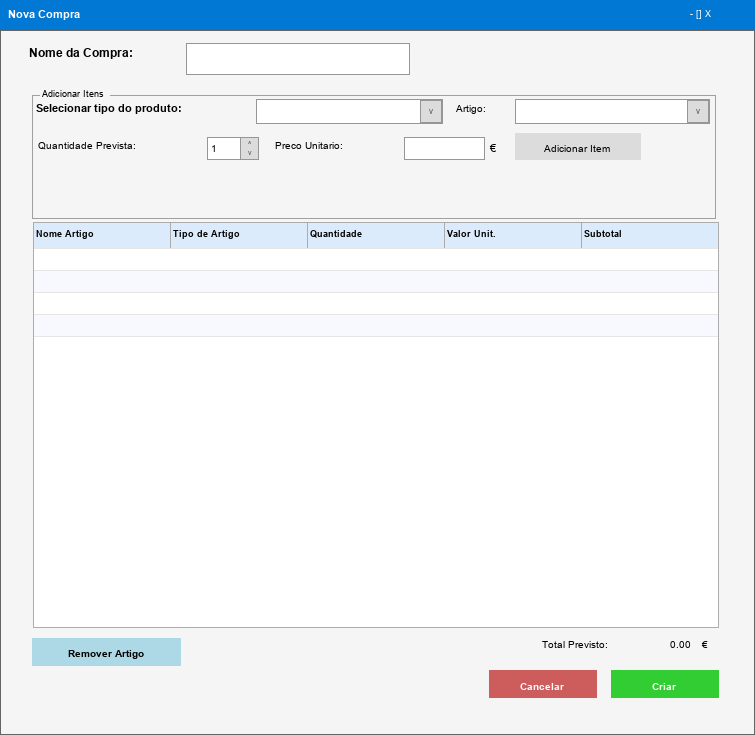 Nova Compra - [] X
Nome da Compra:
Adicionar Itens
Selecionar tipo do produto: v Artigo: v
Quantidade Prevista: 1 ^ v Preco Unitario: € Adicionar Item
Nome Artigo Tipo de Artigo Quantidade Valor Unit. Subtotal
Remover Artigo Total Previsto: 0.00 €
Cancelar Criar